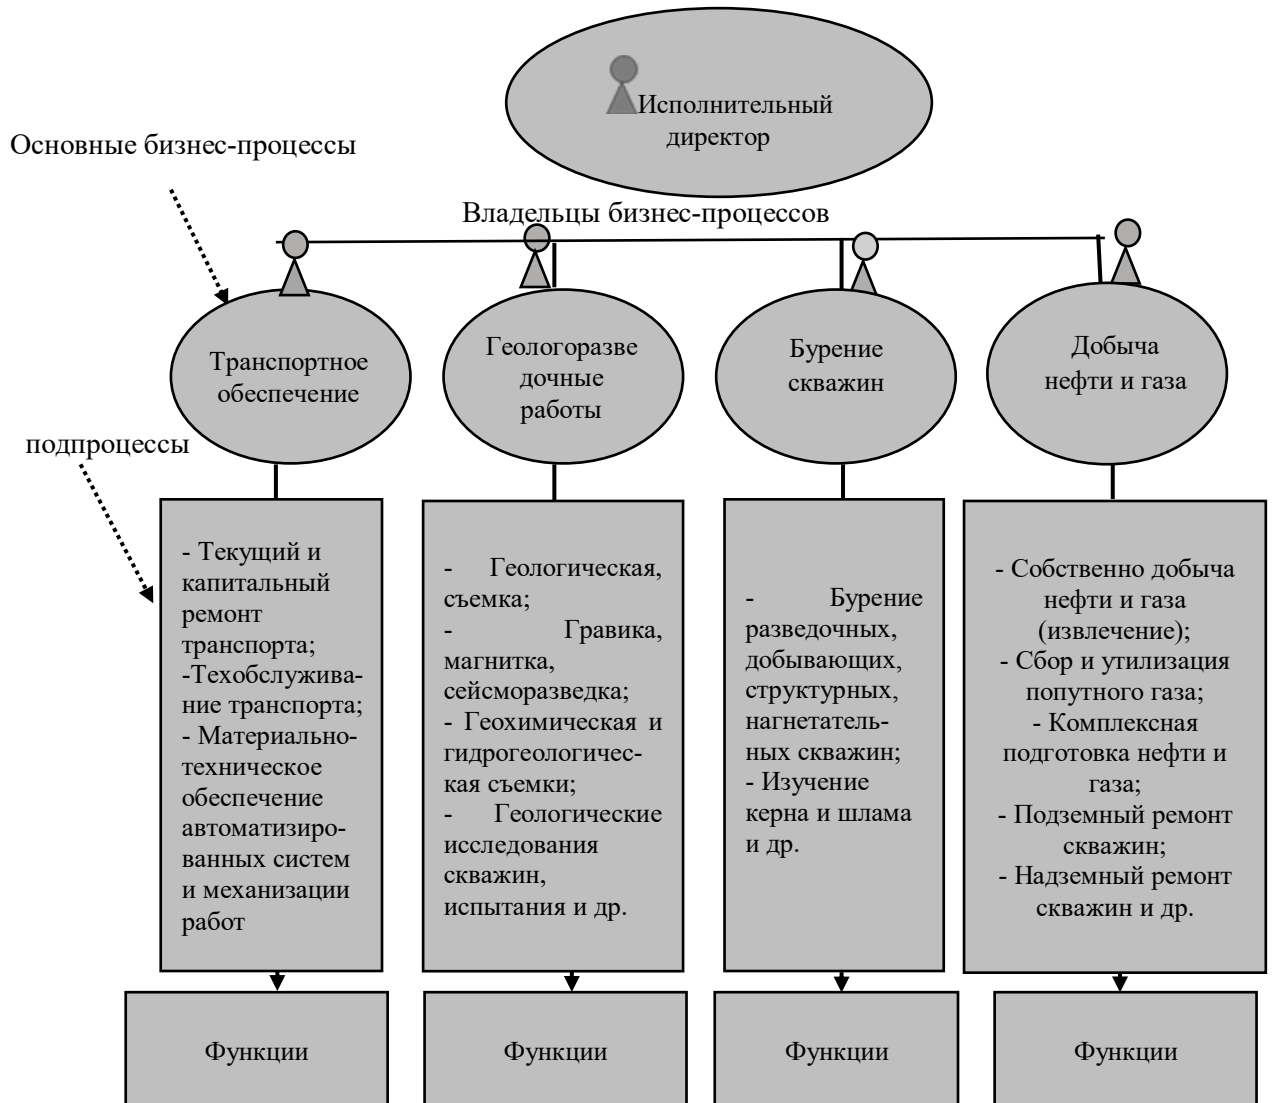 Исполнительный
директор
Основные бизнес-процессы
Владельцы бизнес-процессов
Транспортное
обеспечение
Геологоразве
дочные
работы
Бурение
скважин
Добыча
нефти и газа
подпроцессы
- Текущий и
капитальный
ремонт
транспорта;
-Техобслужива-
ние транспорта;
- Материально-
техническое
обеспечение
автоматизиро-
ванных систем
и механизации
работ
- Геологическая,
съемка;
- Гравика,
магнитка,
сейсморазведка;
- Геохимическая и
гидрогеологичес-
кая съемки;
- Геологические
исследования
скважин,
испытания и др.
- Бурение
разведочных,
добывающих,
структурных,
нагнетатель-
ных скважин;
- Изучение
керна и шлама
и др.
- Собственно добыча
нефти и газа
(извлечение);
- Сбор и утилизация
попутного газа;
- Комплексная
подготовка нефти и
газа;
- Подземный ремонт
скважин;
- Надземный ремонт
скважин и др.
Функции
Функции
Функции
Функции